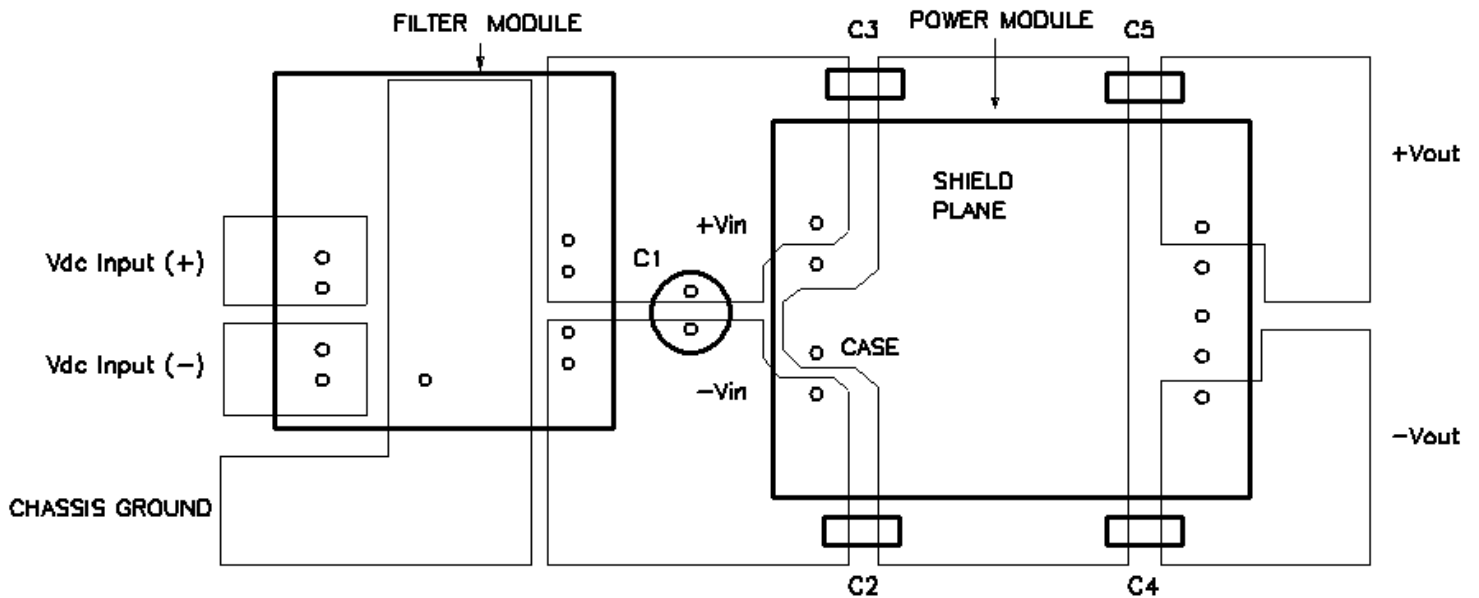 FILTER MODULE
C3
POWER MODULE
C5
+Vout
SHIELD
PLANE
+Vin
Vdc Input (+)
C1
CASE
Vdc Input (-)
-Vin
-Vout
CHASSIS GROUND
C2
C4